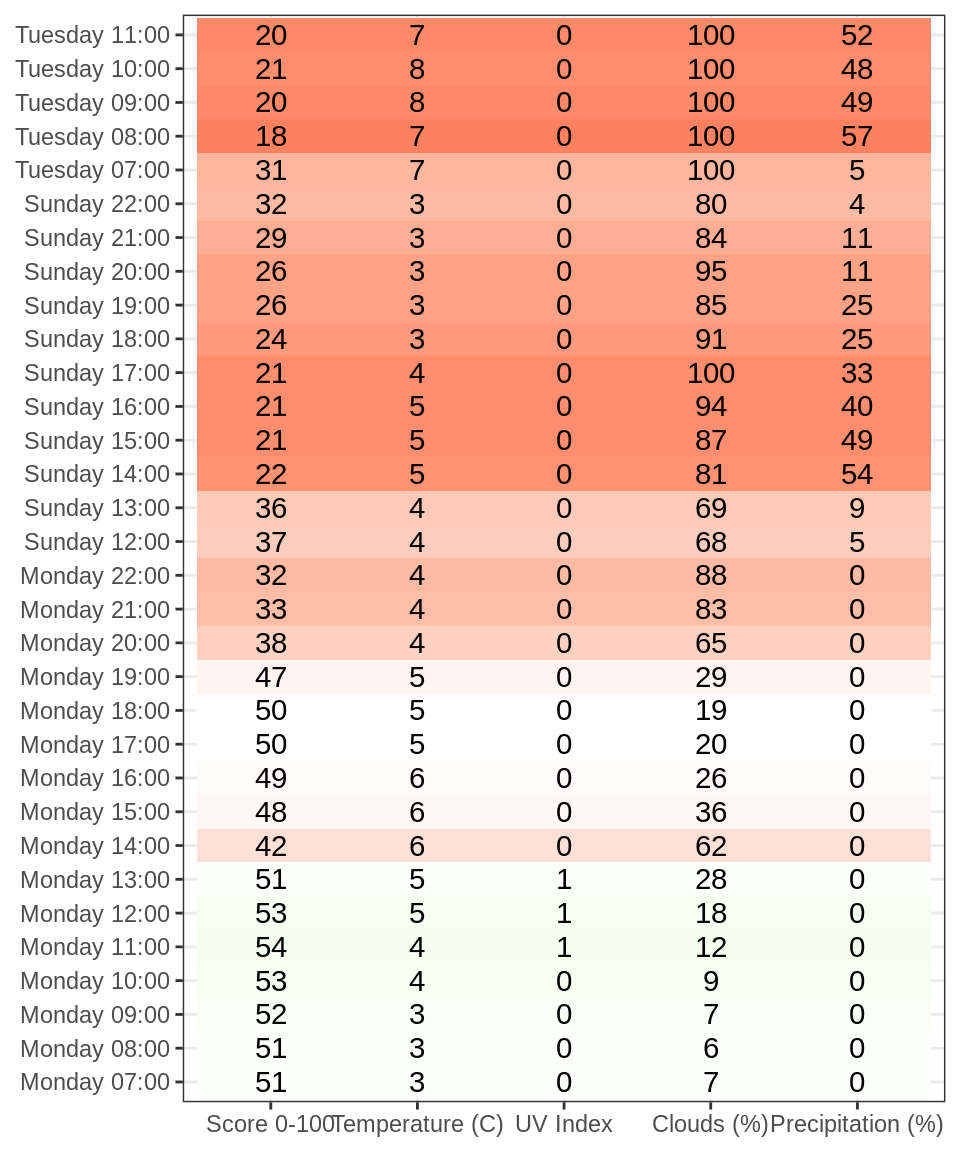 Tuesday 11:00 20 7 0 100 52
Tuesday 10:00 21 8 0 100 48
Tuesday 09:00 20 8 0 100 49
Tuesday 08:00 18 7 0 100 57
Tuesday 07:00 31 7 0 100 5
Sunday 22:00 32 3 0 80 4
Sunday 21:00 29 3 0 84 11
Sunday 20:00 26 3 0 95 11
Sunday 19:00 26 3 0 85 25
Sunday 18:00 24 3 0 91 25
Sunday 17:00 21 4 0 100 33
Sunday 16:00 21 5 0 94 40
Sunday 15:00 21 5 0 87 49
Sunday 14:00 22 5 0 81 54
Sunday 13:00 36 4 0 69 9
Sunday 12:00 37 4 0 68 5
Monday 22:00 32 4 0 88 0
Monday 21:00 33 4 0 83 0
Monday 20:00 38 4 0 65 0
Monday 19:00 47 5 0 29 0
Monday 18:00 50 5 0 19 0
Monday 17:00 50 5 0 20 0
Monday 16:00 49 6 0 26 0
Monday 15:00 48 6 0 36 0
Monday 14:00 42 6 0 62 0
Monday 13:00 51 5 1 28 0
Monday 12:00 53 5 1 18 0
Monday 11:00 54 4 1 12 0
Monday 10:00 53 4 0 9 0
Monday 09:00 52 3 0 7 0
Monday 08:00 51 3 0 6 0
Monday 07:00 51 3 0 7 0
Score 0-100 Temperature (C) UV Index Clouds (%) Precipitation (%)